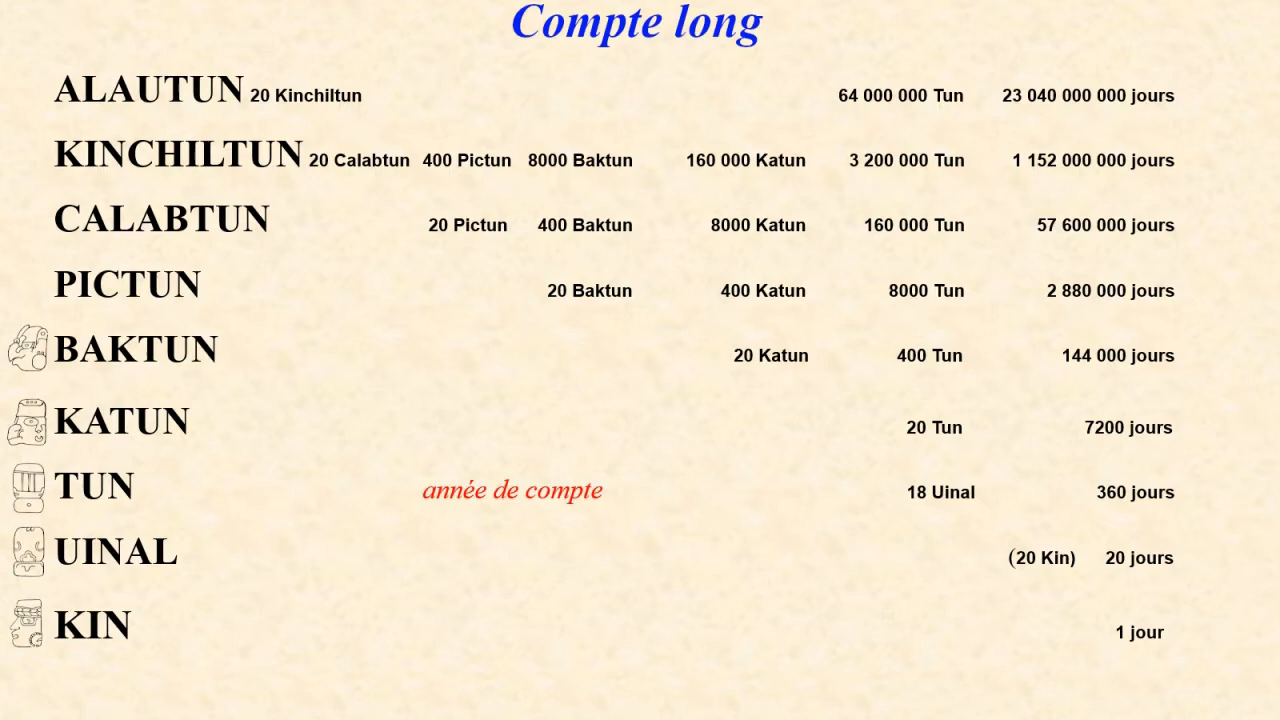 Compte long
ALAUTUN 20 Kinchiltun 64 000 000 Tun 23 040 000 000 jours
KINCHILTUN 20 Calabtun 400 Pictun 8000 Baktun 160 000 Katun 3 200 000 Tun 1 152 000 000 jours
CALABTUN 20 Pictun 400 Baktun 8000 Katun 160 000 Tun 57 600 000 jours
PICTUN 20 Baktun 400 Katun 8000 Tun 2 880 000 jours
BAKTUN 20 Katun 400 Tun 144 000 jours
KATUN 20 Tun 7200 jours
TUN année de compte 18 Uinal 360 jours
UINAL (20 Kin) 20 jours
KIN 1 jour